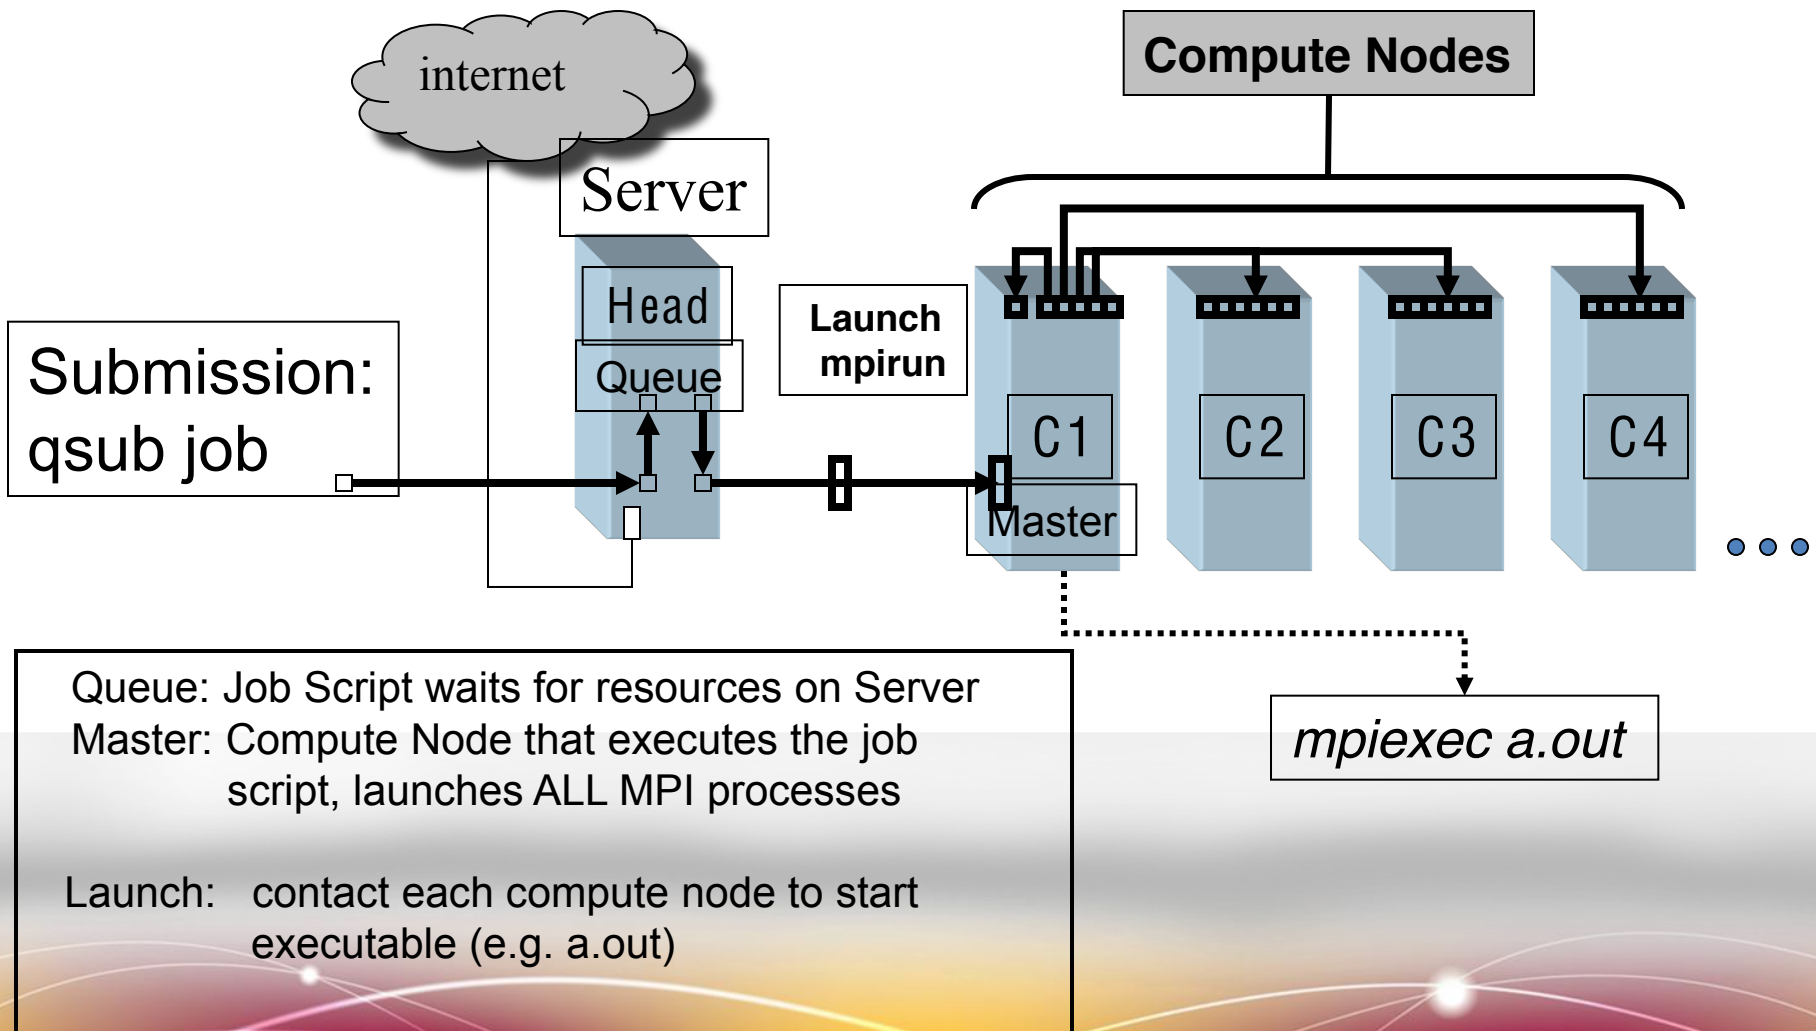 internet
Compute Nodes
Server
Head
Queue
Submission:
qsub job
Launch
mpirun
C1
C2
C3
C4
Master
Queue: Job Script waits for resources on Server
Master: Compute Node that executes the job
script, launches ALL MPI processes
Launch: contact each compute node to start
executable (e.g. a.out)
mpiexec a.out